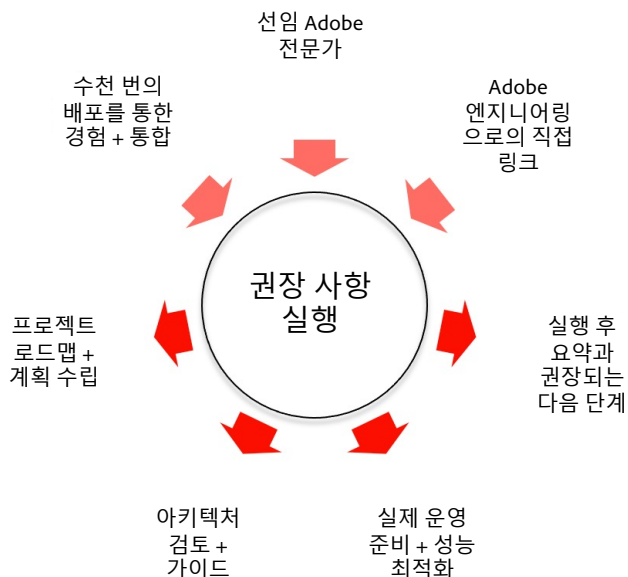 선임 Adobe
전문가
수천 번의
배포를 통한
경험 + 통합
Adobe
엔지니어링
으로의 직접
링크
권장 사항
실행
프로젝트
로드맵 +
계획 수립
실행 후
요약과
권장되는
다음 단계
아키텍처
검토 +
가이드
실제 운영
준비 + 성능
최적화